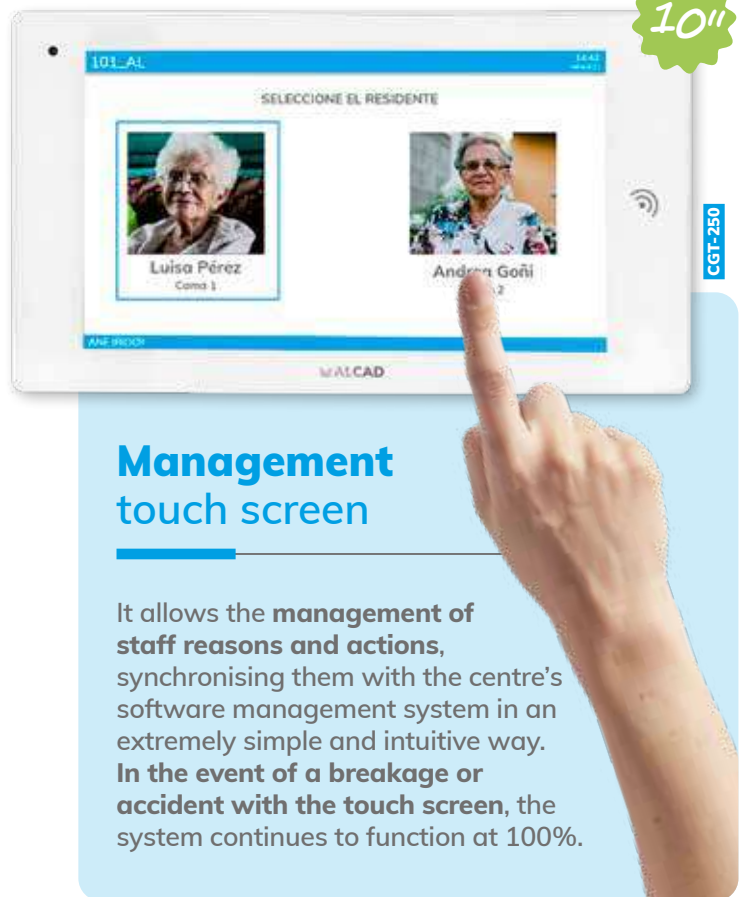 10"
101_AL
SELECCIONE EL RESIDENTE
Luisa Pérez
Cama 1
Andrea Goñi
2
ALCAD
CGT-250
Management
touch screen
It allows the management of
staff reasons and actions,
synchronising them with the centre's
software management system in an
extremely simple and intuitive way.
In the event of a breakage or
accident with the touch screen, the
system continues to function at 100%.